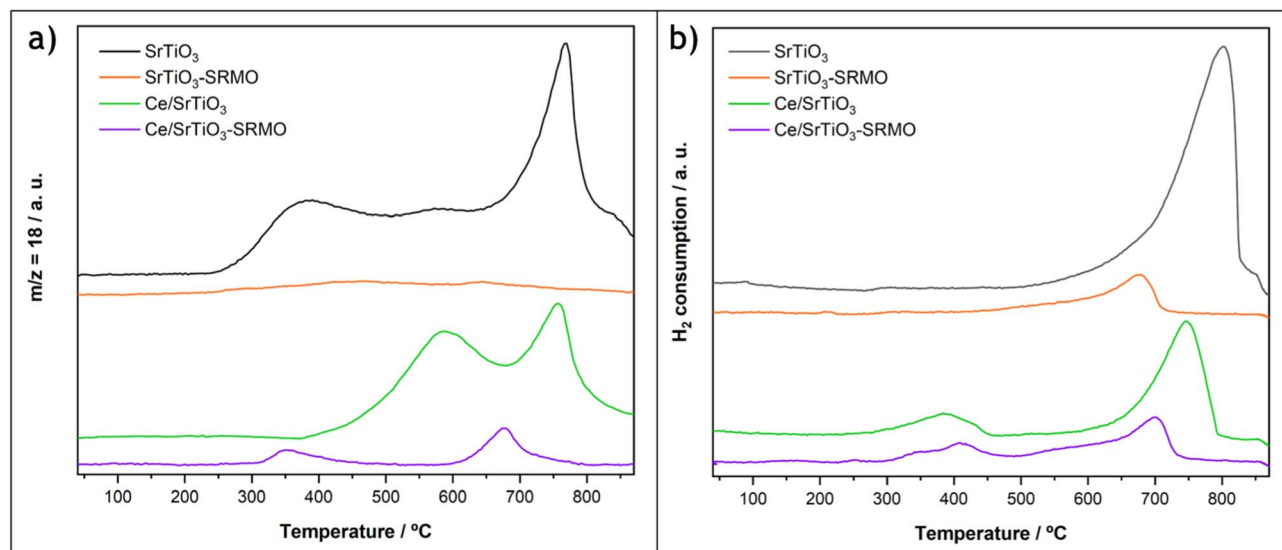 a)
SrTiO₃
SrTiO₃-SRMO
Ce/SrTiO₃
Ce/SrTiO₃-SRMO
m/z = 18 / a. u.
100 200 300 400 500 600 700 800
Temperature / ºC
b)
SrTiO₃
SrTiO₃-SRMO
Ce/SrTiO₃
Ce/SrTiO₃-SRMO
H₂ consumption / a. u.
100 200 300 400 500 600 700 800
Temperature / ºC